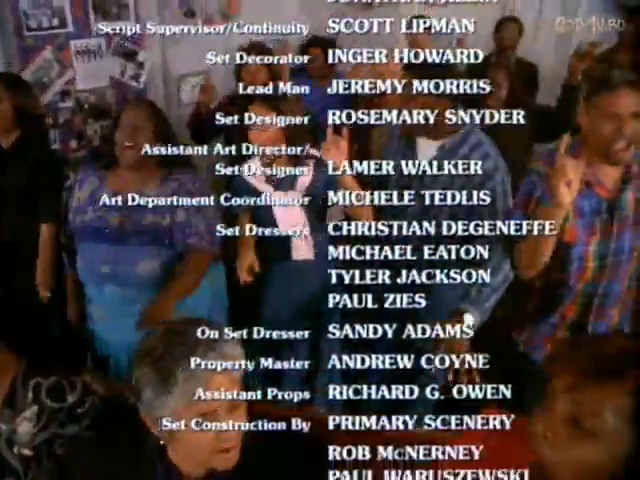 Script Supervisor/Continuity SCOTT LIPMAN
Set Decorator INGER HOWARD
Lead Man JEREMY MORRIS
Set Designer ROSEMARY SNYDER
Assistant Art Director/
Set Designer LAMER WALKER
Art Department Coordinator MICHELE TEDLIS
Set Dressers CHRISTIAN DEGENEFFE
MICHAEL EATON
TYLER JACKSON
PAUL ZIES
On Set Dresser SANDY ADAMS
Property Master ANDREW COYNE
Assistant Props RICHARD G. OWEN
Set Construction By PRIMARY SCENERY
ROB McNERNEY
PAUL WARUSZEWSKI